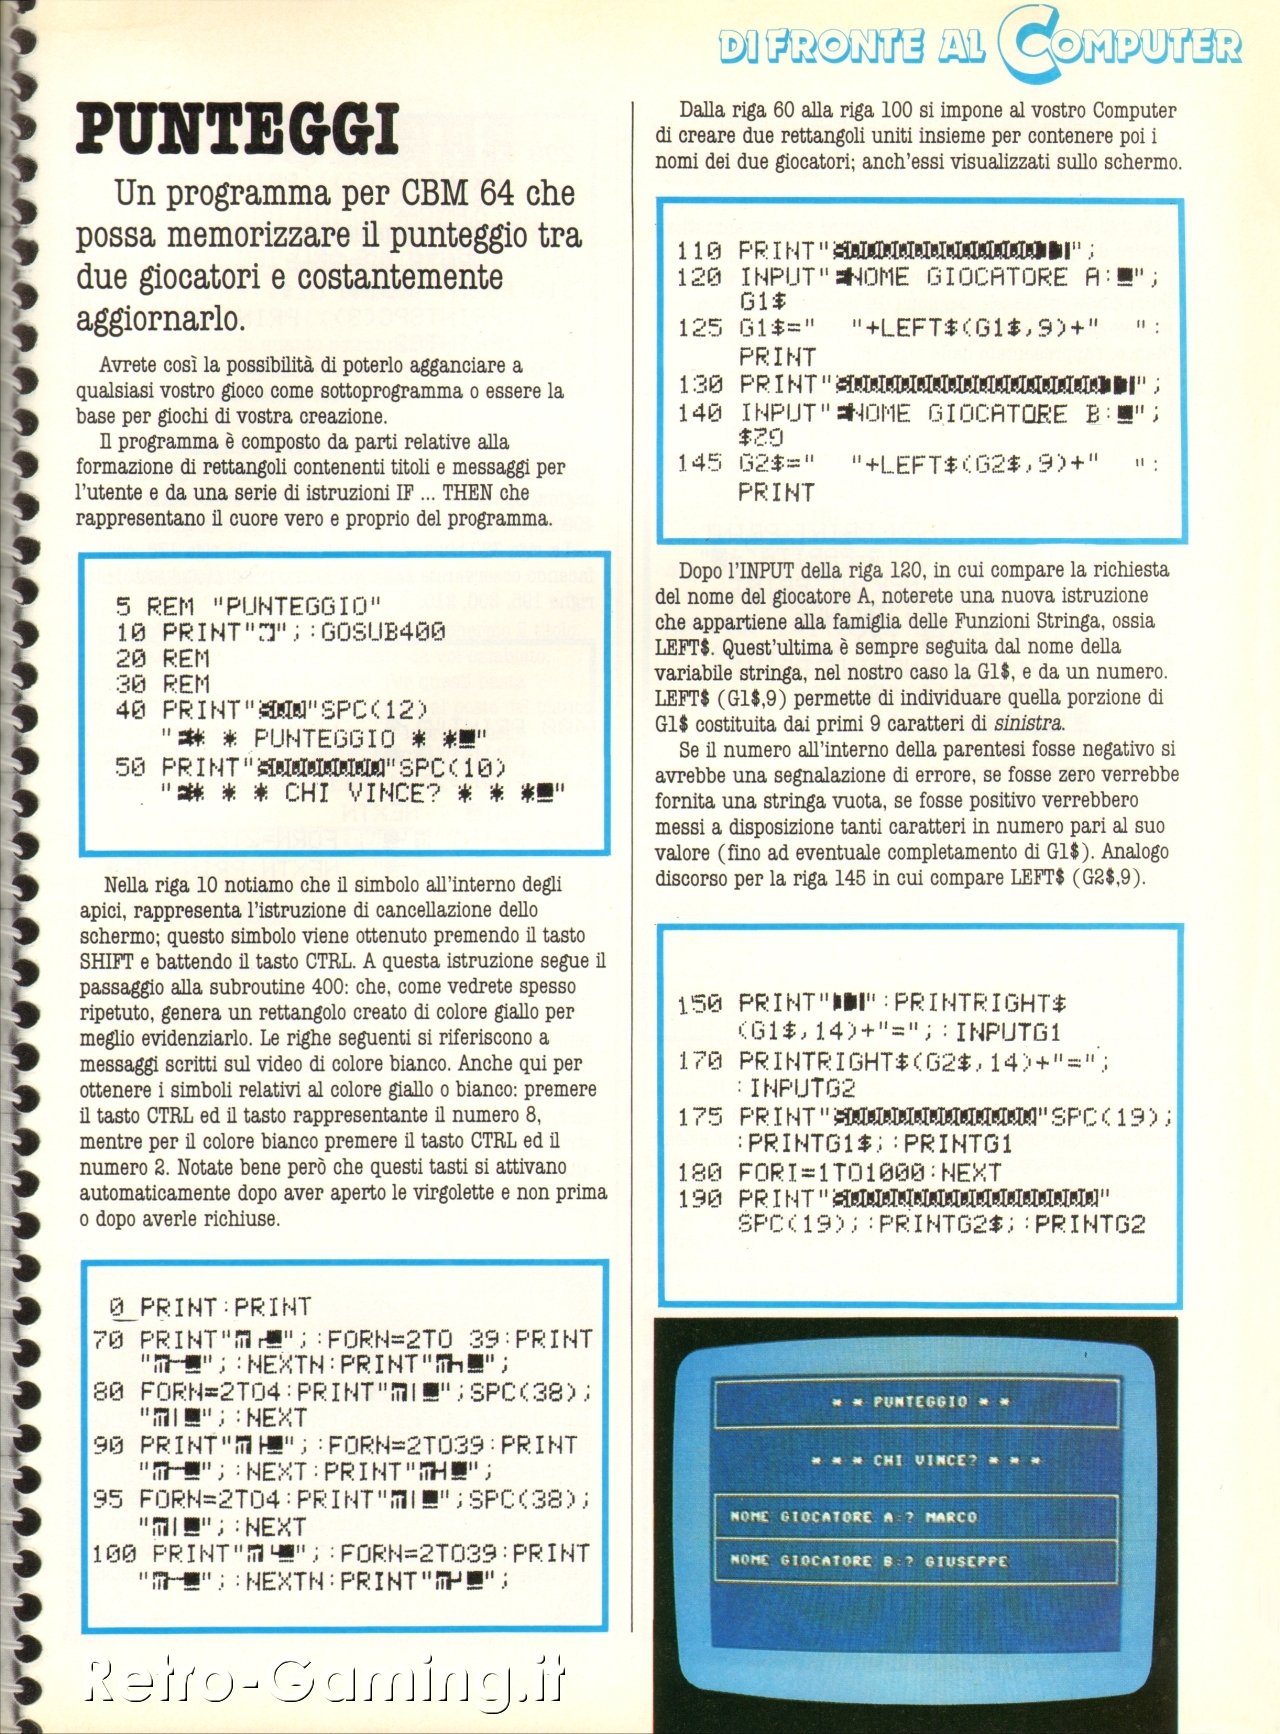 DI FRONTE AL COMPUTER
PUNTEGGI
Un programma per CBM 64 che
possa memorizzare il punteggio tra
due giocatori e costantemente
aggiornarlo.
Avrete così la possibilità di poterlo agganciare a
qualsiasi vostro gioco come sottoprogramma o essere la
base per giochi di vostra creazione.
Il programma è composto da parti relative alla
formazione di rettangoli contenenti titoli e messaggi per
l'utente e da una serie di istruzioni IF ... THEN che
rappresentano il cuore vero e proprio del programma.
5 REM "PUNTEGGIO"
10 PRINT" "; :GOSUB400
20 REM
30 REM
40 PRINT" "SPC(12)
" * * PUNTEGGIO * * "
50 PRINT" "SPC(10)
" * * * CHI VINCE? * * * "
Nella riga 10 notiamo che il simbolo all'interno degli
apici, rappresenta l'istruzione di cancellazione dello
schermo; questo simbolo viene ottenuto premendo il tasto
SHIFT e battendo il tasto CTRL. A questa istruzione segue il
passaggio alla subroutine 400: che, come vedrete spesso
ripetuto, genera un rettangolo creato di colore giallo per
meglio evidenziarlo. Le righe seguenti si riferiscono a
messaggi scritti sul video di colore bianco. Anche qui per
ottenere i simboli relativi al colore giallo o bianco: premere
il tasto CTRL ed il tasto rappresentante il numero 8,
mentre per il colore bianco premere il tasto CTRL ed il
numero 2. Notate bene però che questi tasti si attivano
automaticamente dopo aver aperto le virgolette e non prima
o dopo averle richiuse.
0 PRINT:PRINT
70 PRINT" "; :FORN=2TO 39:PRINT
" "; :NEXTN:PRINT" ";
80 FORN=2TO4:PRINT" ";SPC(38);
" "; :NEXT
90 PRINT" "; :FORN=2TO39:PRINT
" "; :NEXT:PRINT" ";
95 FORN=2TO4:PRINT" ";SPC(38);
" "; :NEXT
100 PRINT" "; :FORN=2TO39:PRINT
" "; :NEXTN:PRINT" ";
Dalla riga 60 alla riga 100 si impone al vostro Computer
di creare due rettangoli uniti insieme per contenere poi i
nomi dei due giocatori; anch'essi visualizzati sullo schermo.
110 PRINT" ";
120 INPUT" NOME GIOCATORE A: ";
G1$
125 G1$="  "+LEFT$(G1$,9)+"  ":
PRINT
130 PRINT" ";
140 INPUT" NOME GIOCATORE B: ";
$2G
145 G2$="  "+LEFT$(G2$,9)+"  ":
PRINT
Dopo l'INPUT della riga 120, in cui compare la richiesta
del nome del giocatore A, noterete una nuova istruzione
che appartiene alla famiglia delle Funzioni Stringa, ossia
LEFT$. Quest'ultima è sempre seguita dal nome della
variabile stringa, nel nostro caso la G1$, e da un numero.
LEFT$ (G1$,9) permette di individuare quella porzione di
G1$ costituita dai primi 9 caratteri di sinistra.
Se il numero all'interno della parentesi fosse negativo si
avrebbe una segnalazione di errore, se fosse zero verrebbe
fornita una stringa vuota, se fosse positivo verrebbero
messi a disposizione tanti caratteri in numero pari al suo
valore (fino ad eventuale completamento di G1$). Analogo
discorso per la riga 145 in cui compare LEFT$ (G2$,9).
150 PRINT" ":PRINTRIGHT$
(G1$,14)+"="; :INPUTG1
170 PRINTRIGHT$(G2$,14)+"=";
:INPUTG2
175 PRINT" "SPC(19);
:PRINTG1$; :PRINTG1
180 FORI=1TO1000:NEXT
190 PRINT" "
SPC(19); :PRINTG2$; :PRINTG2
* * PUNTEGGIO * *
* * * CHI VINCE? * * *
NOME GIOCATORE A:? MARCO
NOME GIOCATORE B:? GIUSEPPE
Retro-Gaming.it